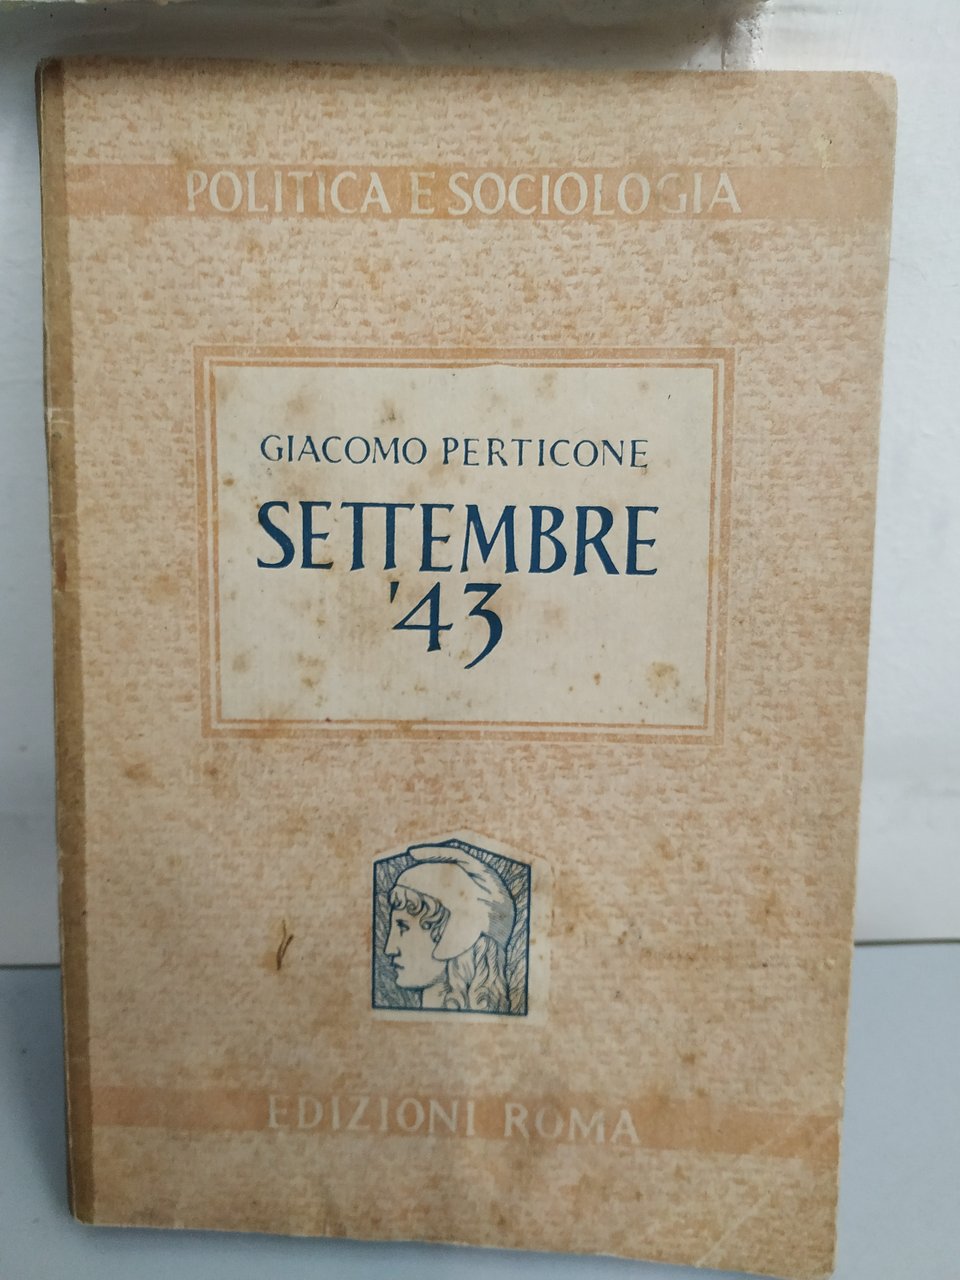 POLITICA E SOCIOLOGIA
GIACOMO PERTICONE
SETTEMBRE
'43
EDIZIONI ROMA